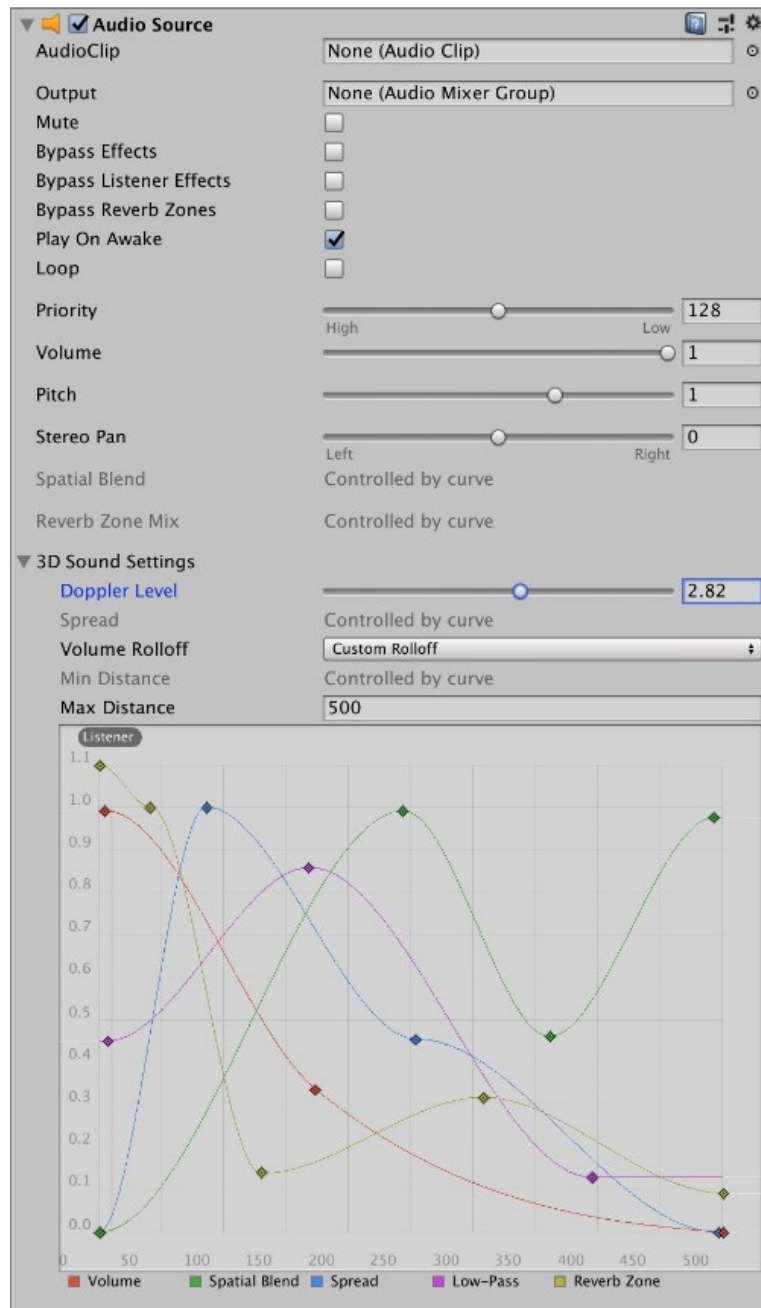 Audio Source
AudioClip None (Audio Clip)
Output None (Audio Mixer Group)
Mute
Bypass Effects
Bypass Listener Effects
Bypass Reverb Zones
Play On Awake
Loop
Priority 128
High Low
Volume 1
Pitch 1
Stereo Pan 0
Left Right
Spatial Blend Controlled by curve
Reverb Zone Mix Controlled by curve
3D Sound Settings
Doppler Level 2.82
Spread Controlled by curve
Volume Rolloff Custom Rolloff
Min Distance Controlled by curve
Max Distance 500
Listener
1.1
1.0
0.9
0.8
0.7
0.6
0.5
0.4
0.3
0.2
0.1
0.0
0 50 100 150 200 250 300 350 400 450 500
Volume Spatial Blend Spread Low-Pass Reverb Zone